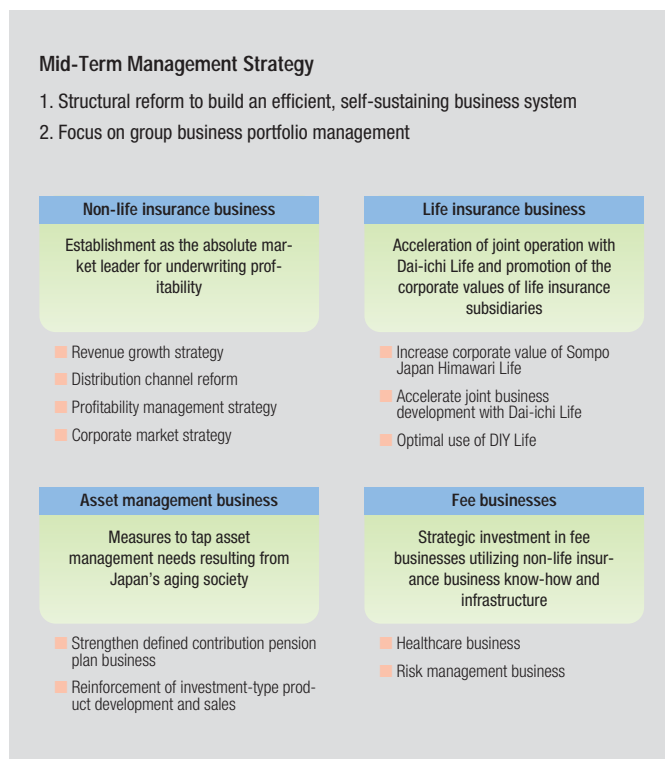 Mid-Term Management Strategy
1. Structural reform to build an efficient, self-sustaining business system
2. Focus on group business portfolio management
Non-life insurance business
Establishment as the absolute mar-
ket leader for underwriting prof-
itability
Revenue growth strategy
Distribution channel reform
Profitability management strategy
Corporate market strategy
Life insurance business
Acceleration of joint operation with
Dai-ichi Life and promotion of the
corporate values of life insurance
subsidiaries
Increase corporate value of Sompo
Japan Himawari Life
Accelerate joint business
development with Dai-ichi Life
Optimal use of DIY Life
Asset management business
Measures to tap asset
management needs resulting from
Japan's aging society
Strengthen defined contribution pension
plan business
Reinforcement of investment-type prod-
uct development and sales
Fee businesses
Strategic investment in fee
businesses utilizing non-life insur-
ance business know-how and
infrastructure
Healthcare business
Risk management business